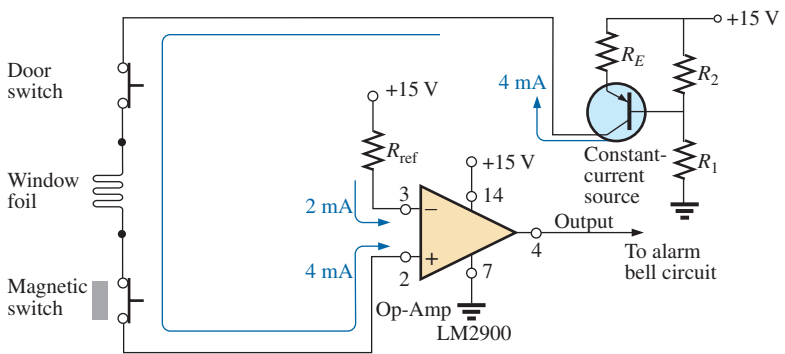 +15 V
R_E
R_2
Door
switch
4 mA
+15 V
R_ref
Constant-
current
source
R_1
+15 V
Window
foil
3
14
2 mA
−
Output
4
To alarm
bell circuit
4 mA
+
2
7
Magnetic
switch
Op-Amp
LM2900